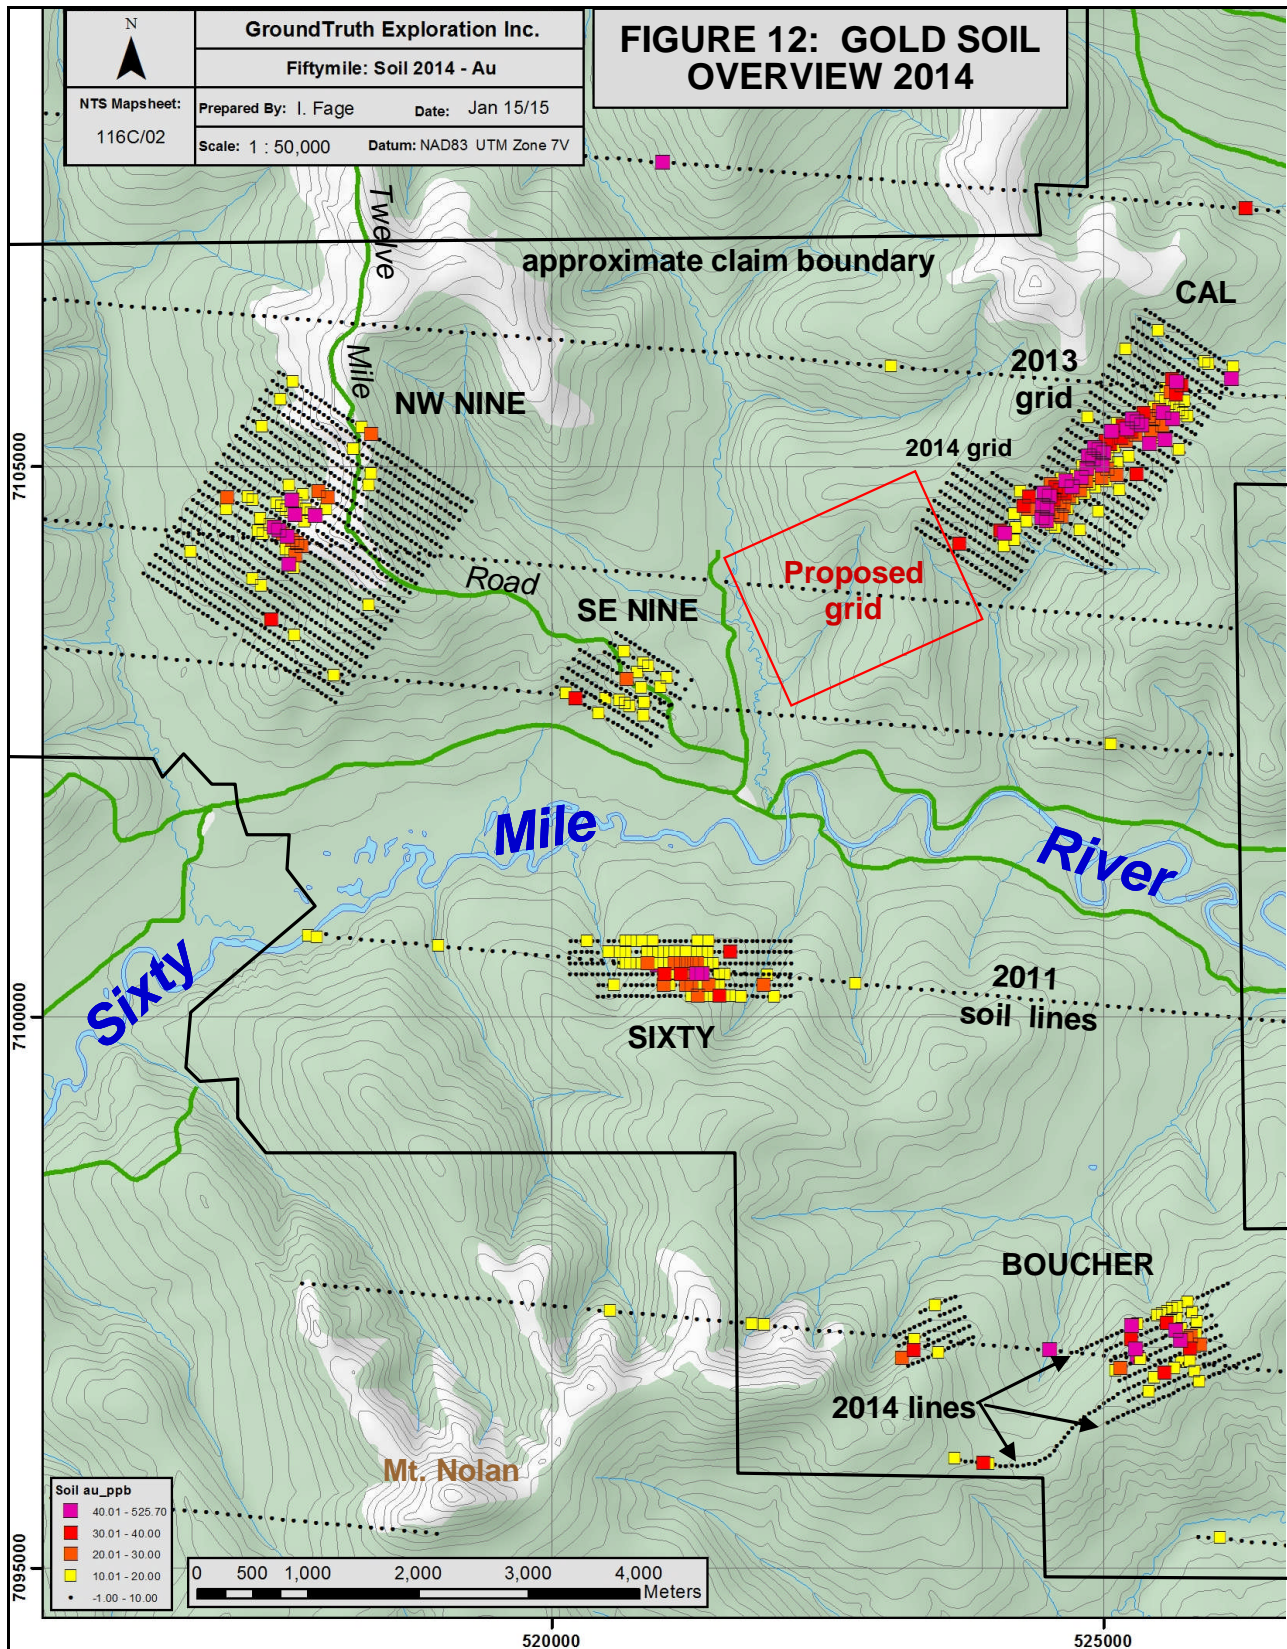 N
GroundTruth Exploration Inc.
Fiftymile: Soil 2014 - Au
NTS Mapsheet:
116C/02
Prepared By: I. Fage
Date: Jan 15/15
Scale: 1 : 50,000
Datum: NAD83 UTM Zone 7V
FIGURE 12: GOLD SOIL
OVERVIEW 2014
Twelve
Mile
Road
approximate claim boundary
CAL
2013
grid
NW NINE
2014 grid
7105000
Proposed
grid
SE NINE
Sixty
Mile
River
2011
soil lines
SIXTY
7100000
BOUCHER
2014 lines
Mt. Nolan
Soil au_ppb
40.01 - 525.70
30.01 - 40.00
20.01 - 30.00
10.01 - 20.00
-1.00 - 10.00
0 500 1,000 2,000 3,000 4,000
Meters
7095000
520000
525000